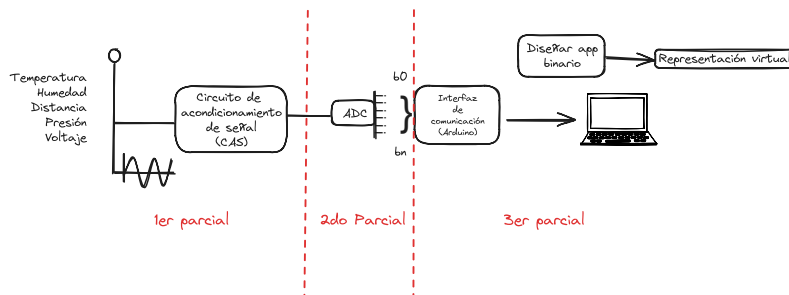 Temperatura
Humedad
Distancia
Presión
Voltaje
Circuito de
acondicionamiento
de señal
(CAS)
ADC
b0
bn
Interfaz
de
comunicación
(Arduino)
Diseñar app
binario
Representación virtual
1er parcial
2do Parcial
3er parcial